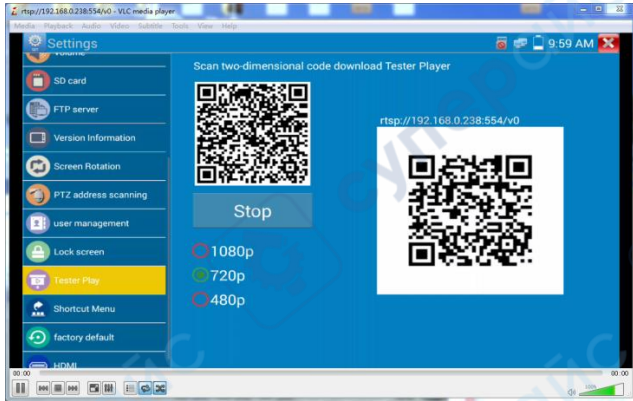 rtsp://192.168.0.238:554/v0 - VLC media player
Media Playback Audio Video Subtitle Tools View Help
Settings
9:59 AM
Volume
SD card
FTP server
Version Information
Screen Rotation
PTZ address scanning
user management
Lock screen
Tester Play
Shortcut Menu
factory default
HDMI
Scan two-dimensional code download Tester Player
Stop
1080p
720p
480p
rtsp://192.168.0.238:554/v0
00:00
00:00
100%